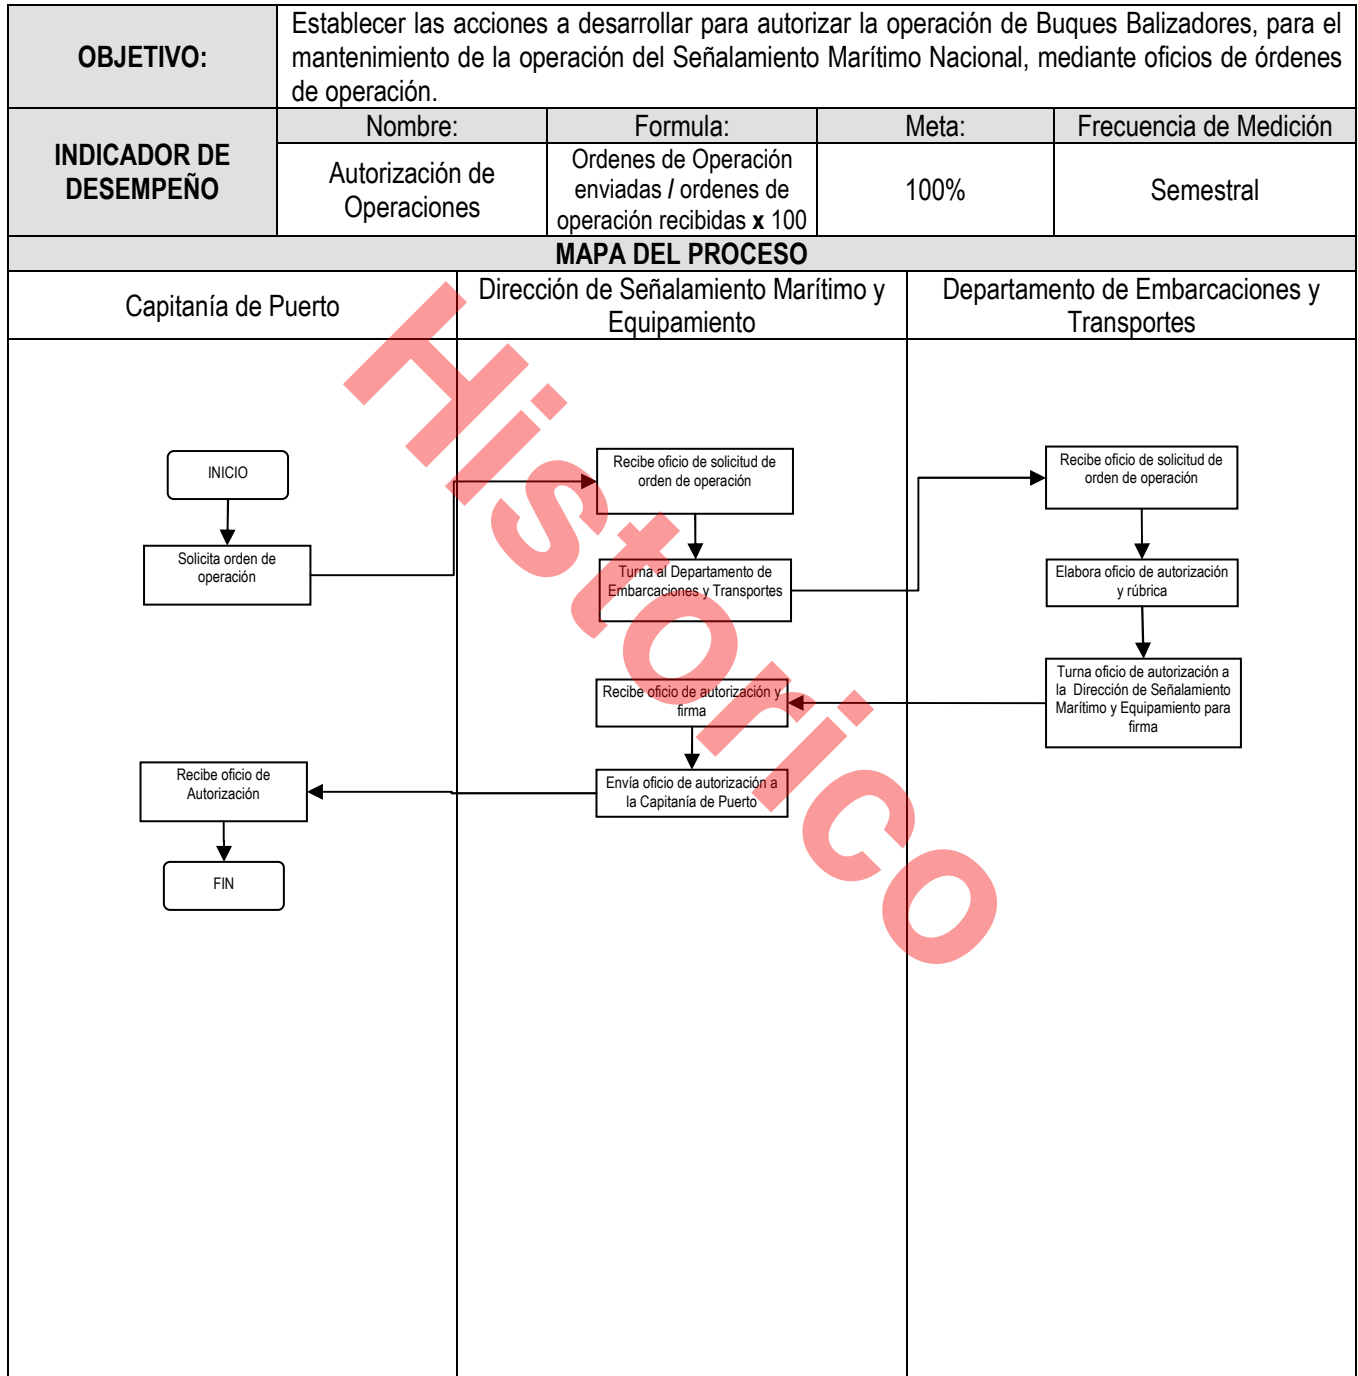 OBJETIVO:
Establecer las acciones a desarrollar para autorizar la operación de Buques Balizadores, para el
mantenimiento de la operación del Señalamiento Marítimo Nacional, mediante oficios de órdenes
de operación.
INDICADOR DE
DESEMPEÑO
Nombre:
Formula:
Meta:
Frecuencia de Medición
Autorización de
Operaciones
Ordenes de Operación
enviadas / ordenes de
operación recibidas x 100
100%
Semestral
MAPA DEL PROCESO
Capitanía de Puerto
Dirección de Señalamiento Marítimo y
Equipamiento
Departamento de Embarcaciones y
Transportes
INICIO
Solicita orden de
operación
Recibe oficio de solicitud de
orden de operación
Turna al Departamento de
Embarcaciones y Transportes
Recibe oficio de solicitud de
orden de operación
Elabora oficio de autorización
y rúbrica
Turna oficio de autorización a
la Dirección de Señalamiento
Marítimo y Equipamiento para
firma
Recibe oficio de autorización y
firma
Envía oficio de autorización a
la Capitanía de Puerto
Recibe oficio de
Autorización
FIN
Historico